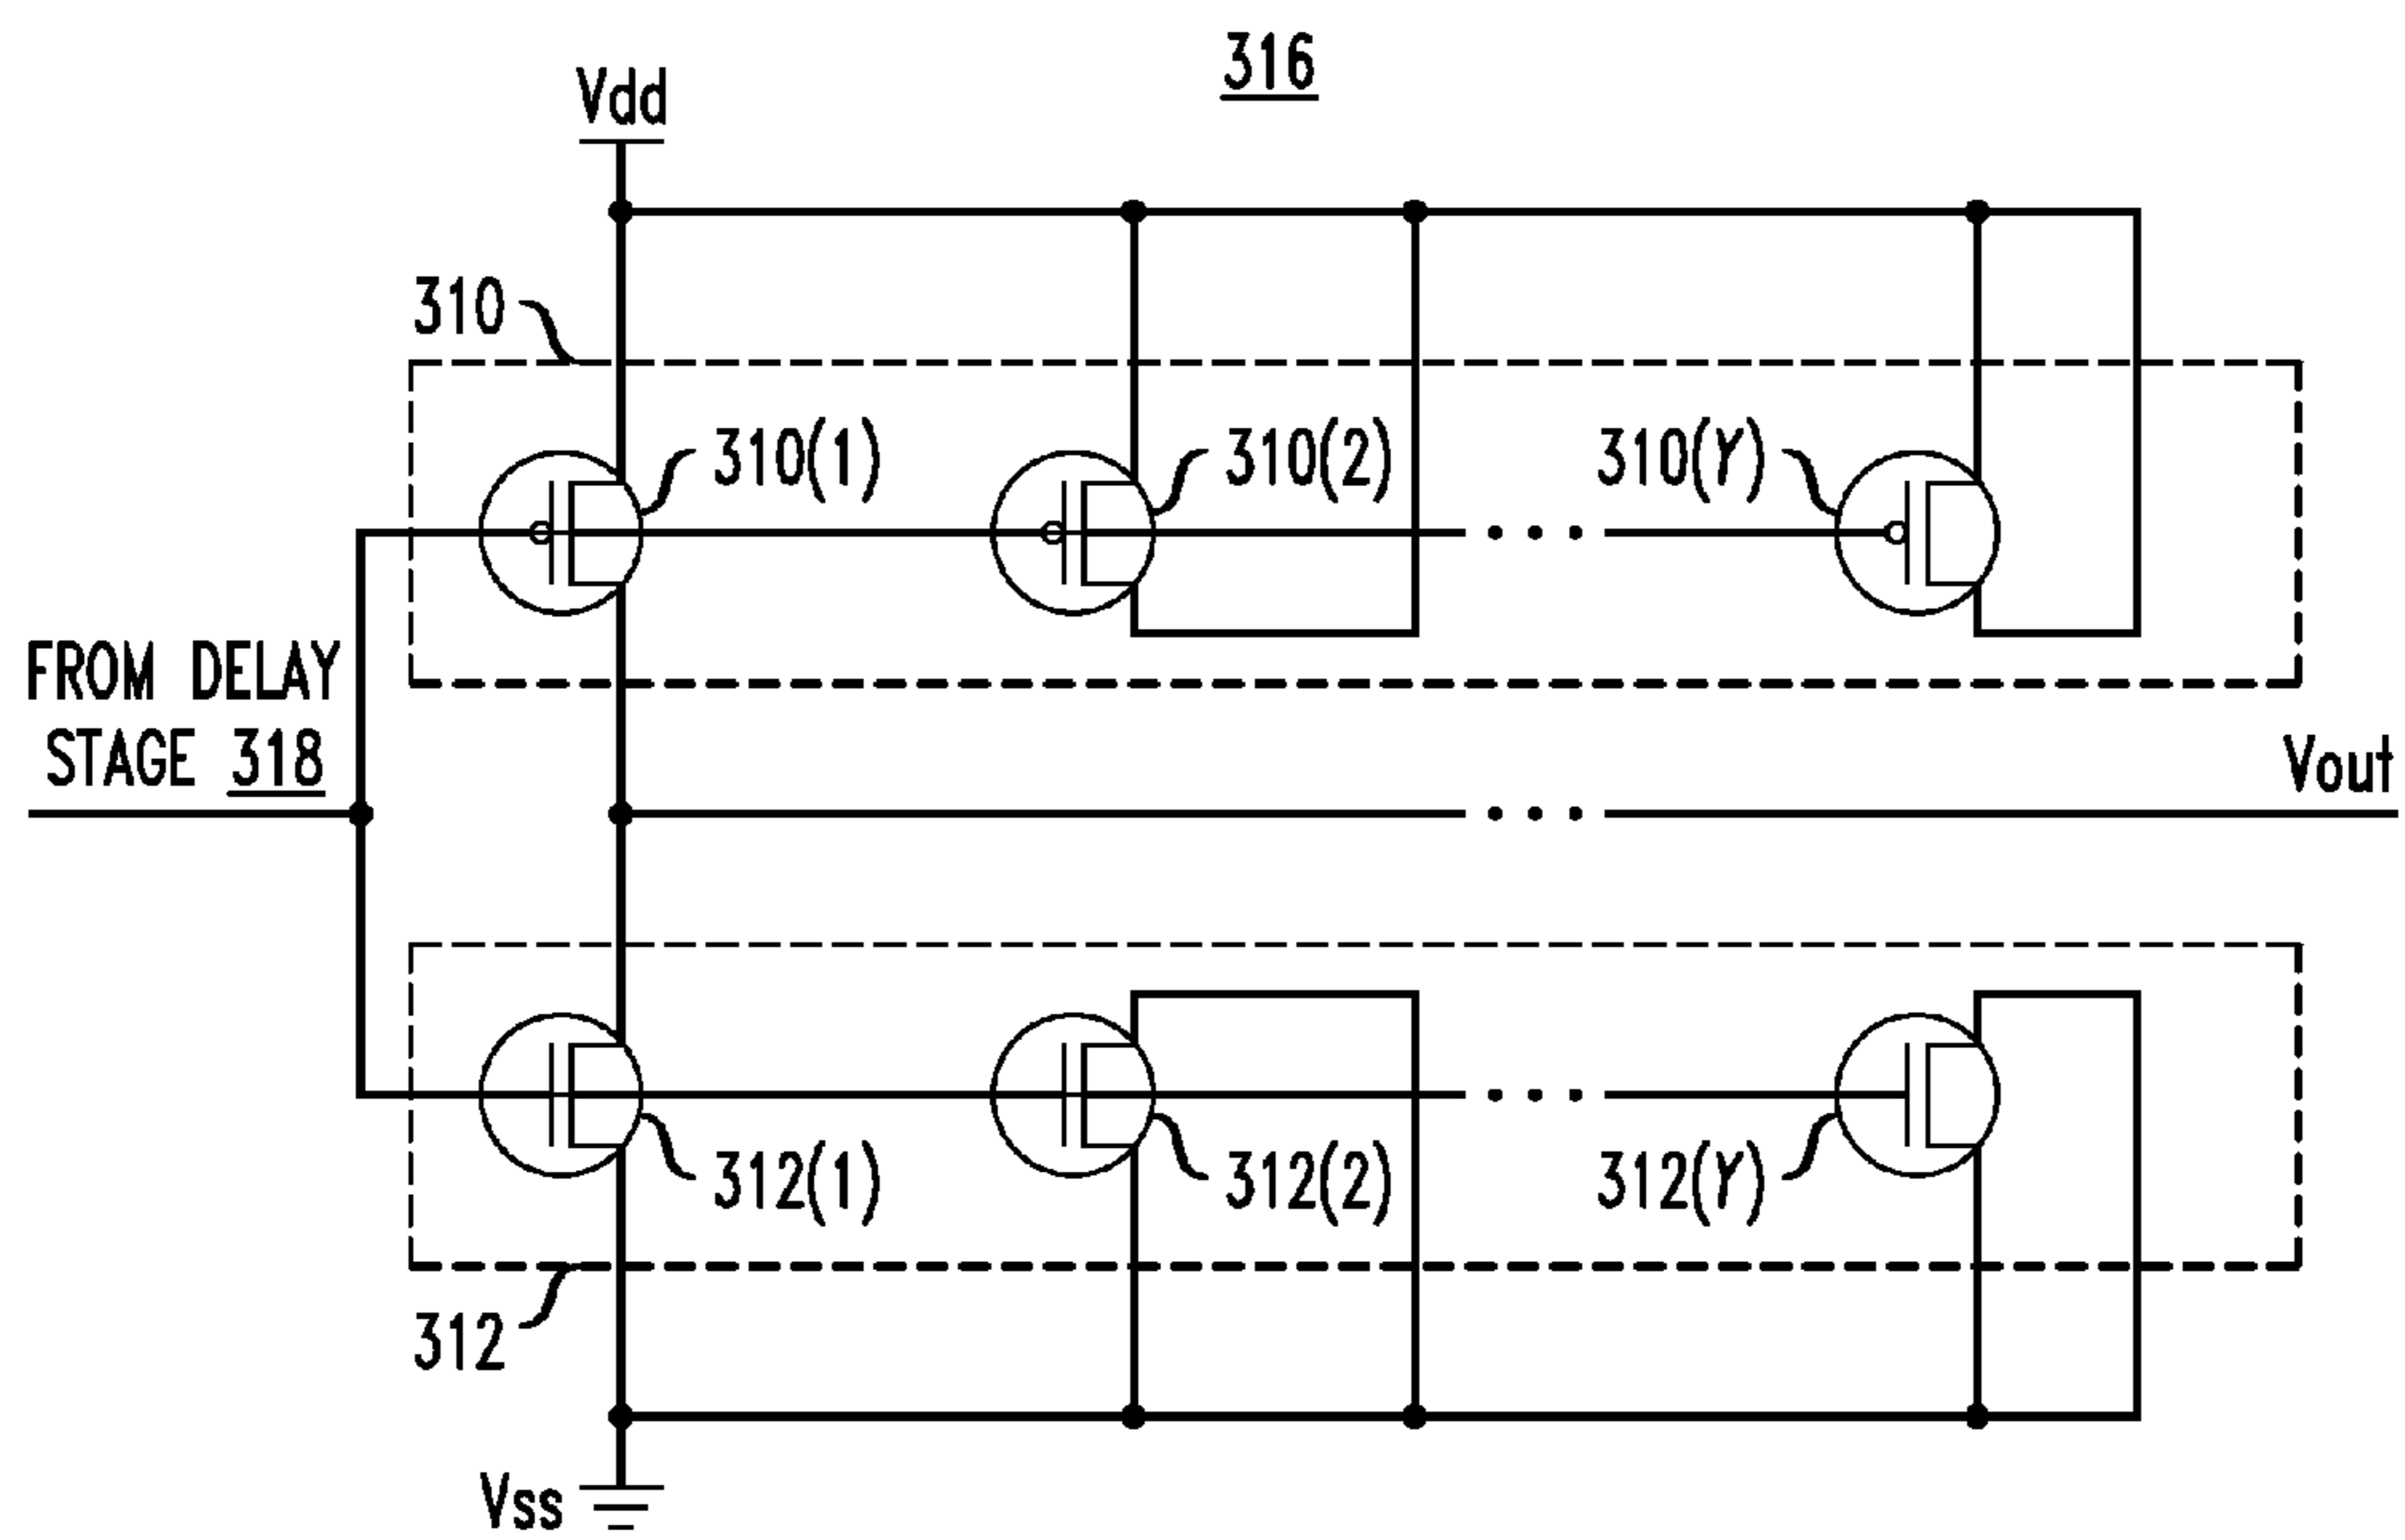 316
Vdd
310
310(1)
310(2)
310(Y)
FROM DELAY
STAGE 318
Vout
312(1)
312(2)
312(Y)
312
Vss